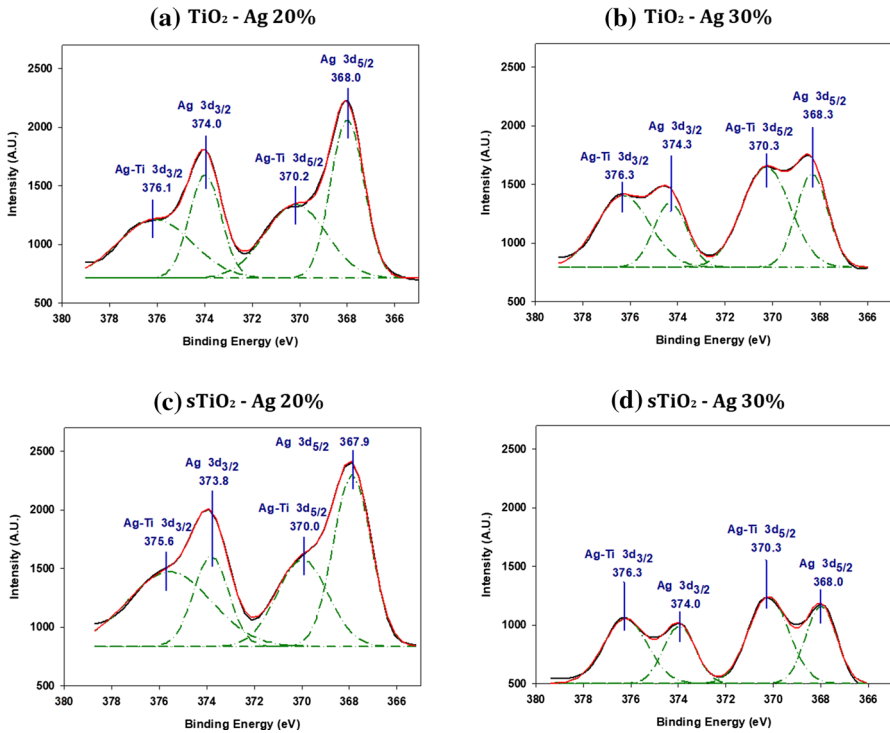 (a) TiO₂ - Ag 20%
Ag 3d5/2
368.0
Ag 3d3/2
374.0
Ag-Ti 3d3/2
376.1
Ag-Ti 3d5/2
370.2
2500
2000
1500
1000
500
Intensity (A.U.)
380 378 376 374 372 370 368 366
Binding Energy (eV)
(b) TiO₂ - Ag 30%
Ag 3d5/2
368.3
Ag-Ti 3d5/2
370.3
Ag 3d3/2
374.3
Ag-Ti 3d3/2
376.3
2500
2000
1500
1000
500
Intensity (A.U.)
380 378 376 374 372 370 368 366
Binding Energy (eV)
(c) sTiO₂ - Ag 20%
Ag 3d5/2 367.9
Ag 3d3/2
373.8
Ag-Ti 3d5/2
370.0
Ag-Ti 3d3/2
375.6
2500
2000
1500
1000
500
Intensity (A.U.)
380 378 376 374 372 370 368 366
Binding Energy (eV)
(d) sTiO₂ - Ag 30%
Ag-Ti 3d5/2
370.3
Ag-Ti 3d3/2
376.3
Ag 3d3/2
374.0
Ag 3d5/2
368.0
2500
2000
1500
1000
500
Intensity (A.U.)
380 378 376 374 372 370 368 366
Binding Energy (eV)